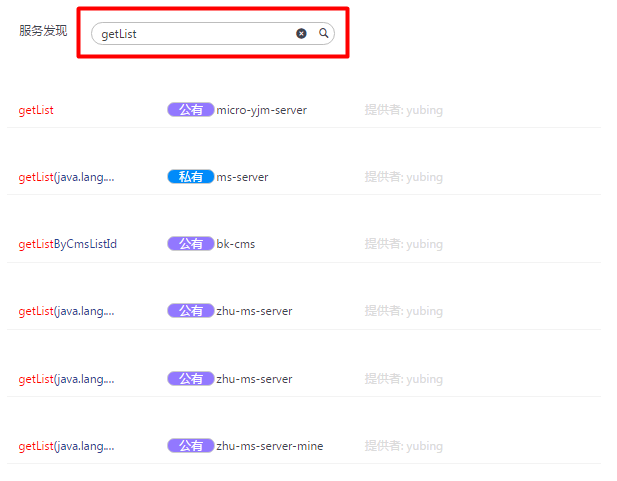 服务发现 getList
getList 公有 micro-yjm-server 提供者: yubing
getList(java.lang.... 私有 ms-server 提供者: yubing
getListByCmsListId 公有 bk-cms 提供者: yubing
getList(java.lang.... 公有 zhu-ms-server 提供者: yubing
getList(java.lang.... 公有 zhu-ms-server 提供者: yubing
getList(java.lang.... 公有 zhu-ms-server-mine 提供者: yubing